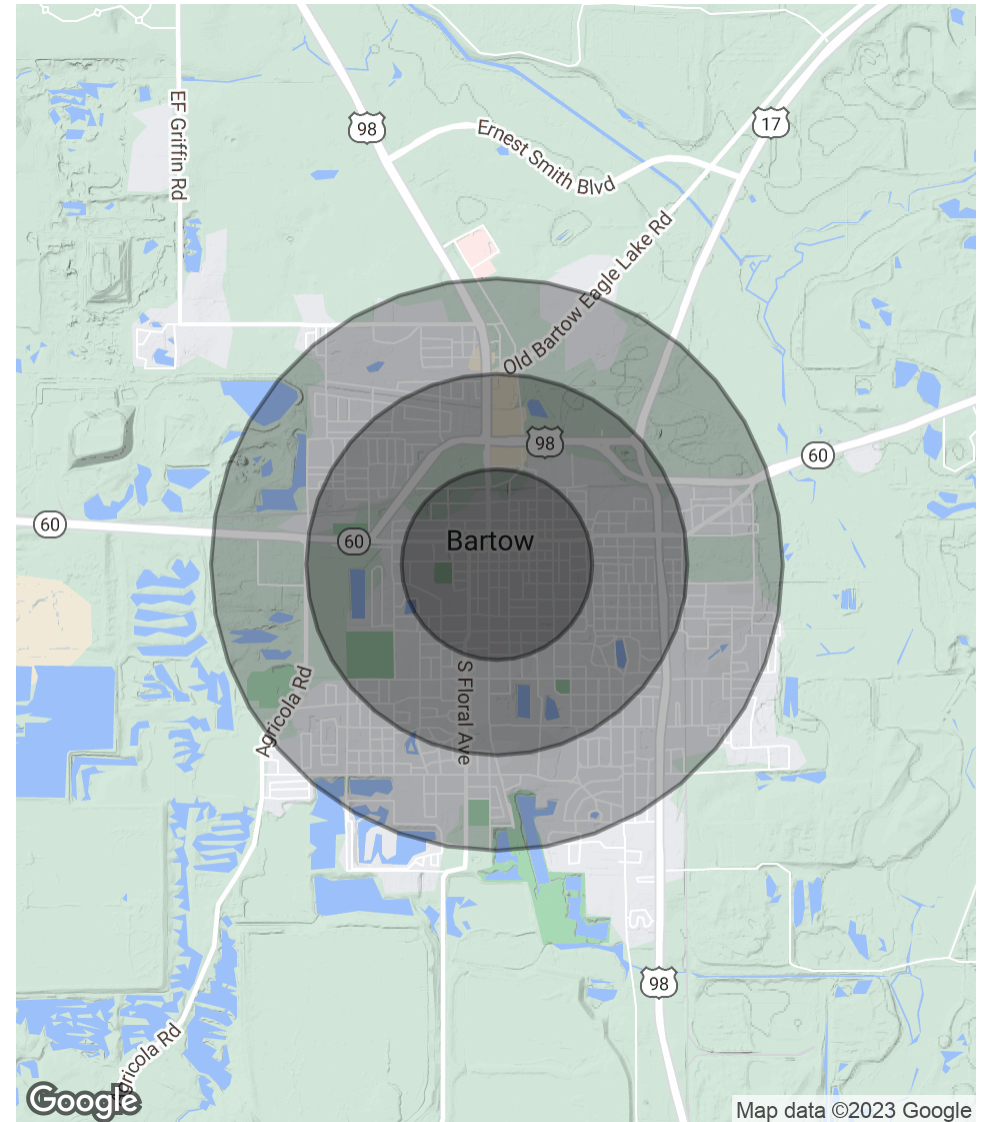 98
17
Ernest Smith Blvd
EF Griffin Rd
Old Bartow Eagle Lake Rd
98
60
60
60
Bartow
S Floral Ave
Agricola Rd
98
Agricola Rd
Google
Map data ©2023 Google